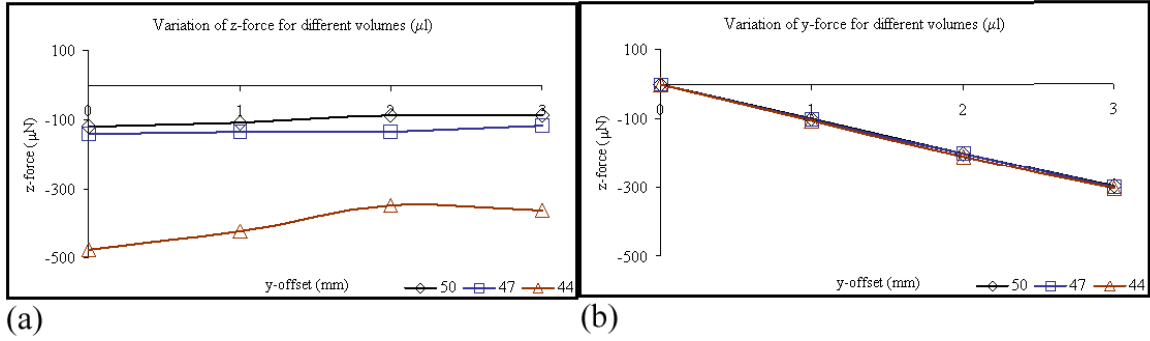 Variation of z-force for different volumes (μl)
100
-100
-300
-500
0
1
2
3
z-force (μN)
y-offset (mm)
50
47
44
(a)
Variation of y-force for different volumes (μl)
100
-100
-300
-500
0
1
2
3
z-force (μN)
y-offset (mm)
50
47
44
(b)